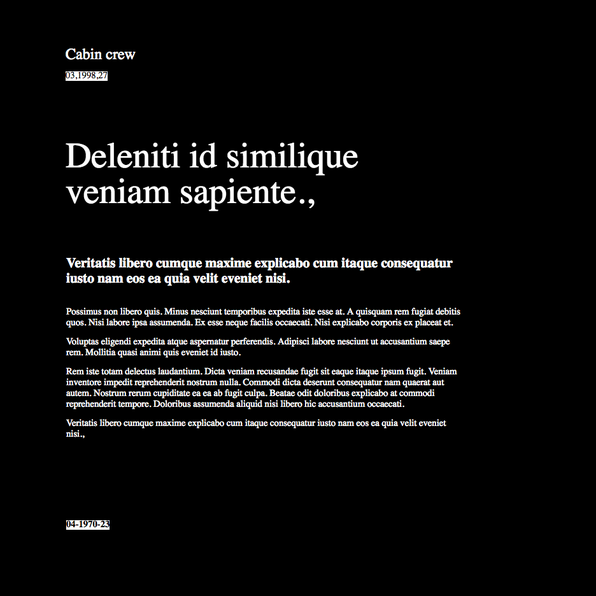 Cabin crew
03,1998,27
Deleniti id similique
veniam sapiente.,
Veritatis libero cumque maxime explicabo cum itaque consequatur
iusto nam eos ea quia velit eveniet nisi.
Possimus non libero quis. Minus nesciunt temporibus expedita iste esse at. A quisquam rem fugiat debitis
quos. Nisi labore ipsa assumenda. Ex esse neque facilis occaecati. Nisi explicabo corporis ex placeat et.
Voluptas eligendi expedita atque aspernatur perferendis. Adipisci labore nesciunt ut accusantium saepe
rem. Mollitia quasi animi quis eveniet id iusto.
Rem iste totam delectus laudantium. Dicta veniam recusandae fugit sit eaque itaque ipsum fugit. Veniam
inventore impedit reprehenderit nostrum nulla. Commodi dicta deserunt consequatur nam quaerat aut
autem. Nostrum rerum cupiditate ea ea ab fugit culpa. Beatae odit doloribus explicabo at commodi
reprehenderit tempore. Doloribus assumenda aliquid nisi libero hic accusantium occaecati.
Veritatis libero cumque maxime explicabo cum itaque consequatur iusto nam eos ea quia velit eveniet
nisi.,
04-1970-23